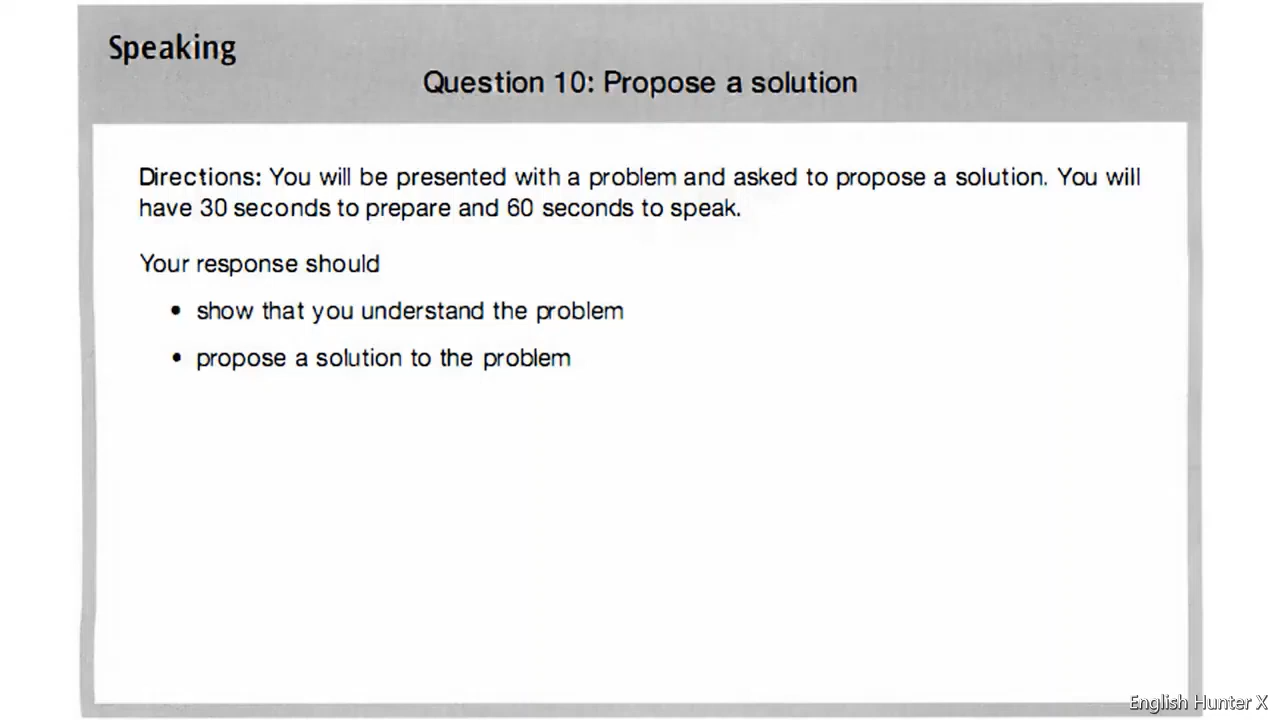 Speaking
Question 10: Propose a solution
Directions: You will be presented with a problem and asked to propose a solution. You will
have 30 seconds to prepare and 60 seconds to speak.
Your response should
• show that you understand the problem
• propose a solution to the problem
English Hunter X